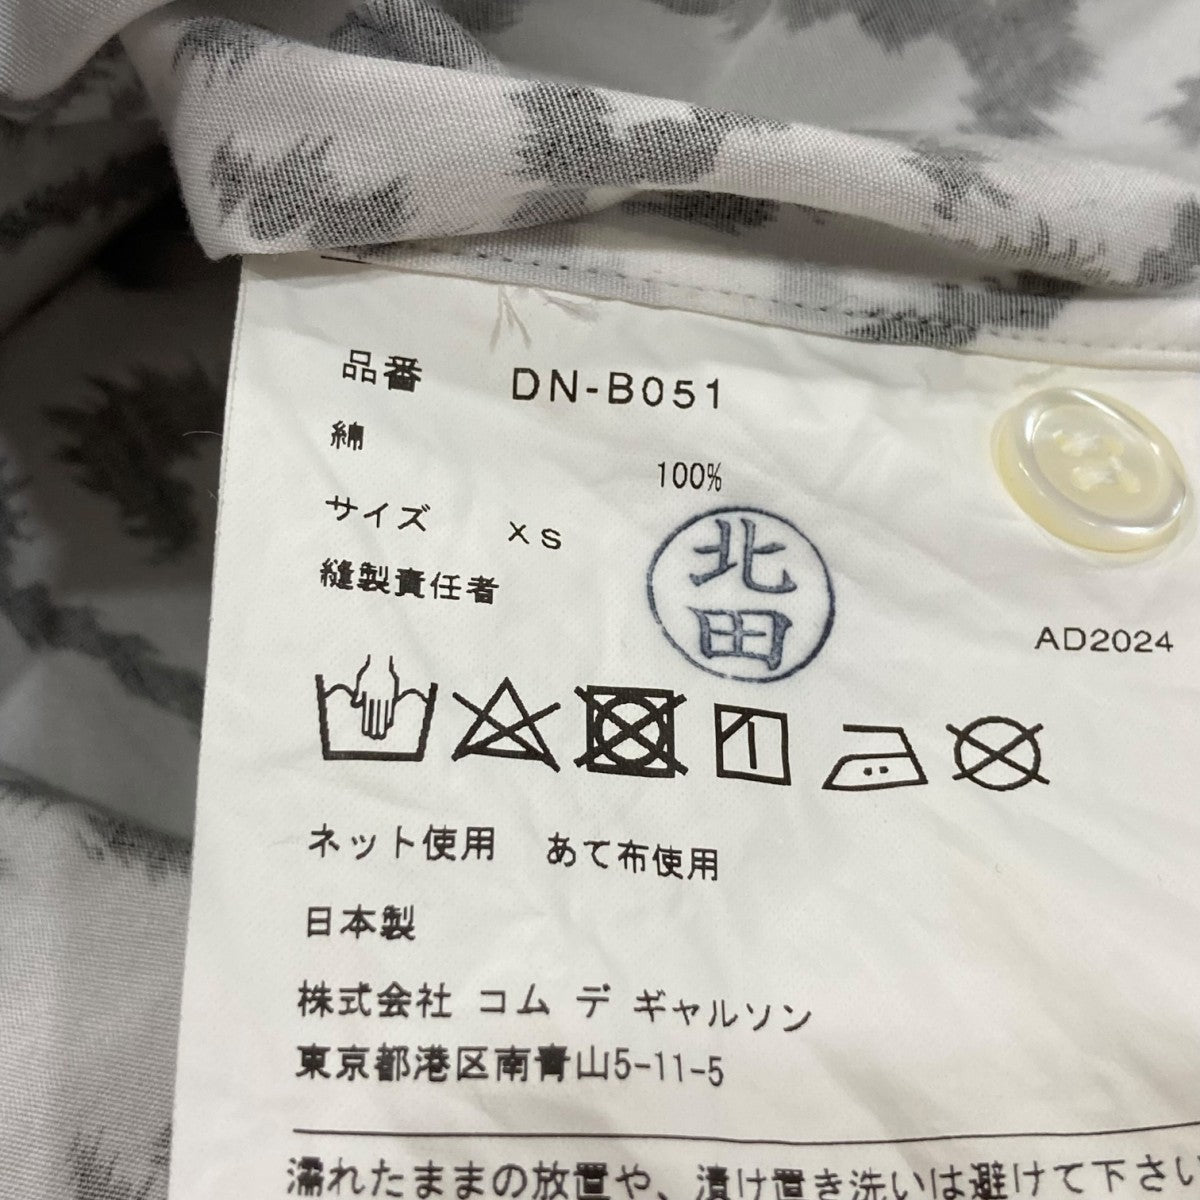 品番 DN-B051
綿
100%
サイズ XS
縫製責任者
北田
AD2024
ネット使用 あて布使用
日本製
株式会社 コム デ ギャルソン
東京都港区南青山5-11-5
濡れたままの放置や、漬け置き洗いは避けて下さい